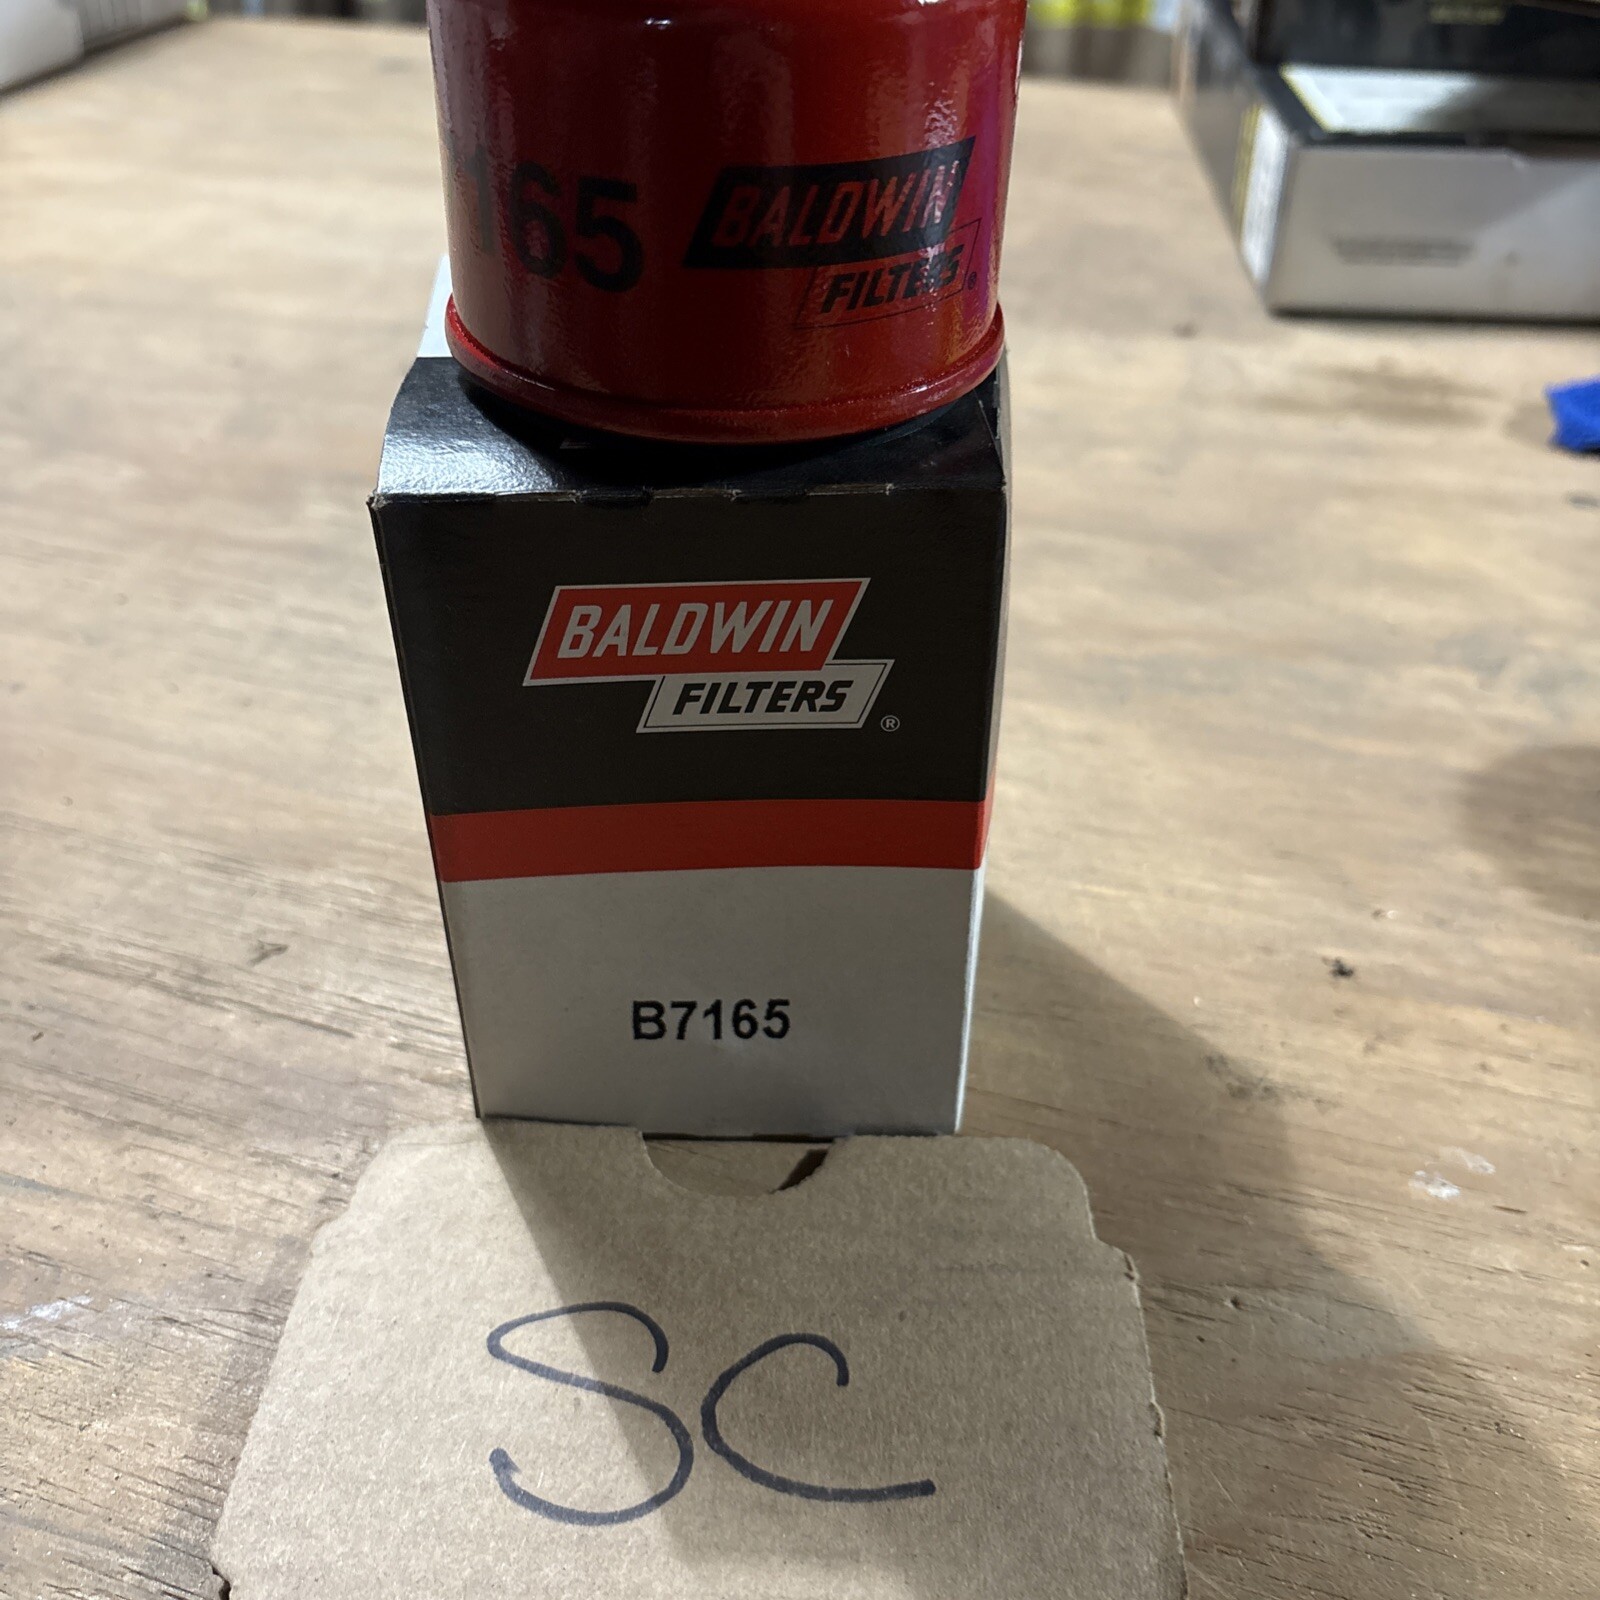 165
BALDWIN
FILTERS®
BALDWIN
FILTERS®
B7165
SC